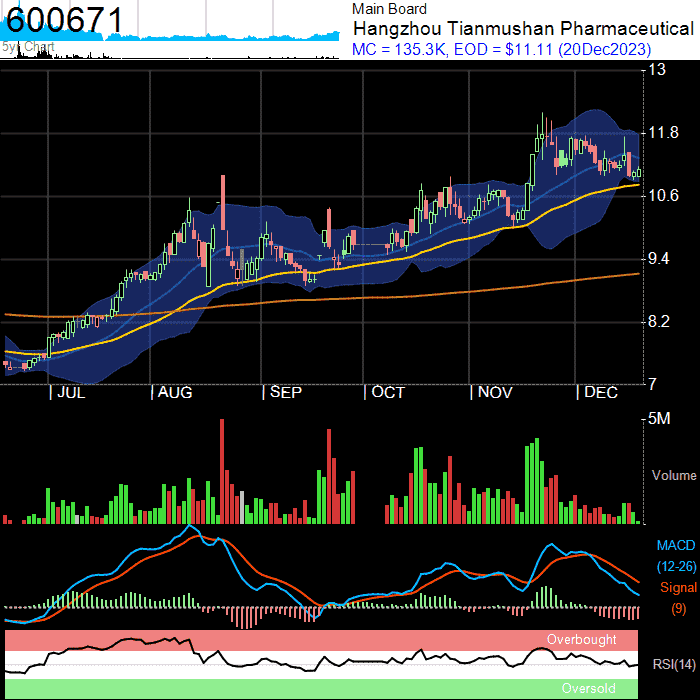 600671
5yr Chart
Main Board
Hangzhou Tianmushan Pharmaceutical
MC = 135.3K, EOD = $11.11 (20Dec2023)
13
11.8
10.6
9.4
8.2
7
JUL AUG SEP OCT NOV DEC
5M
Volume
MACD
(12-26)
Signal
(9)
Overbought
RSI(14)
Oversold